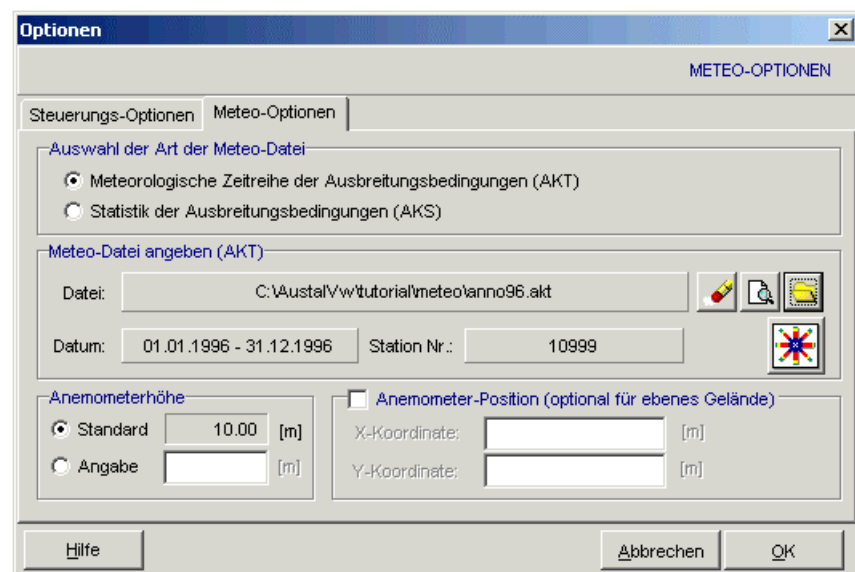 Optionen
METEO-OPTIONEN
Steuerungs-Optionen Meteo-Optionen
Auswahl der Art der Meteo-Datei
Meteorologische Zeitreihe der Ausbreitungsbedingungen (AKT)
Statistik der Ausbreitungsbedingungen (AKS)
Meteo-Datei angeben (AKT)
Datei: C:\AustalVw\tutorial\meteo\anno96.akt
Datum: 01.01.1996 - 31.12.1996 Station Nr.: 10999
Anemometerhöhe Anemometer-Position (optional für ebenes Gelände)
Standard 10.00 [m] X-Koordinate: [m]
Angabe [m] Y-Koordinate: [m]
Hilfe Abbrechen OK